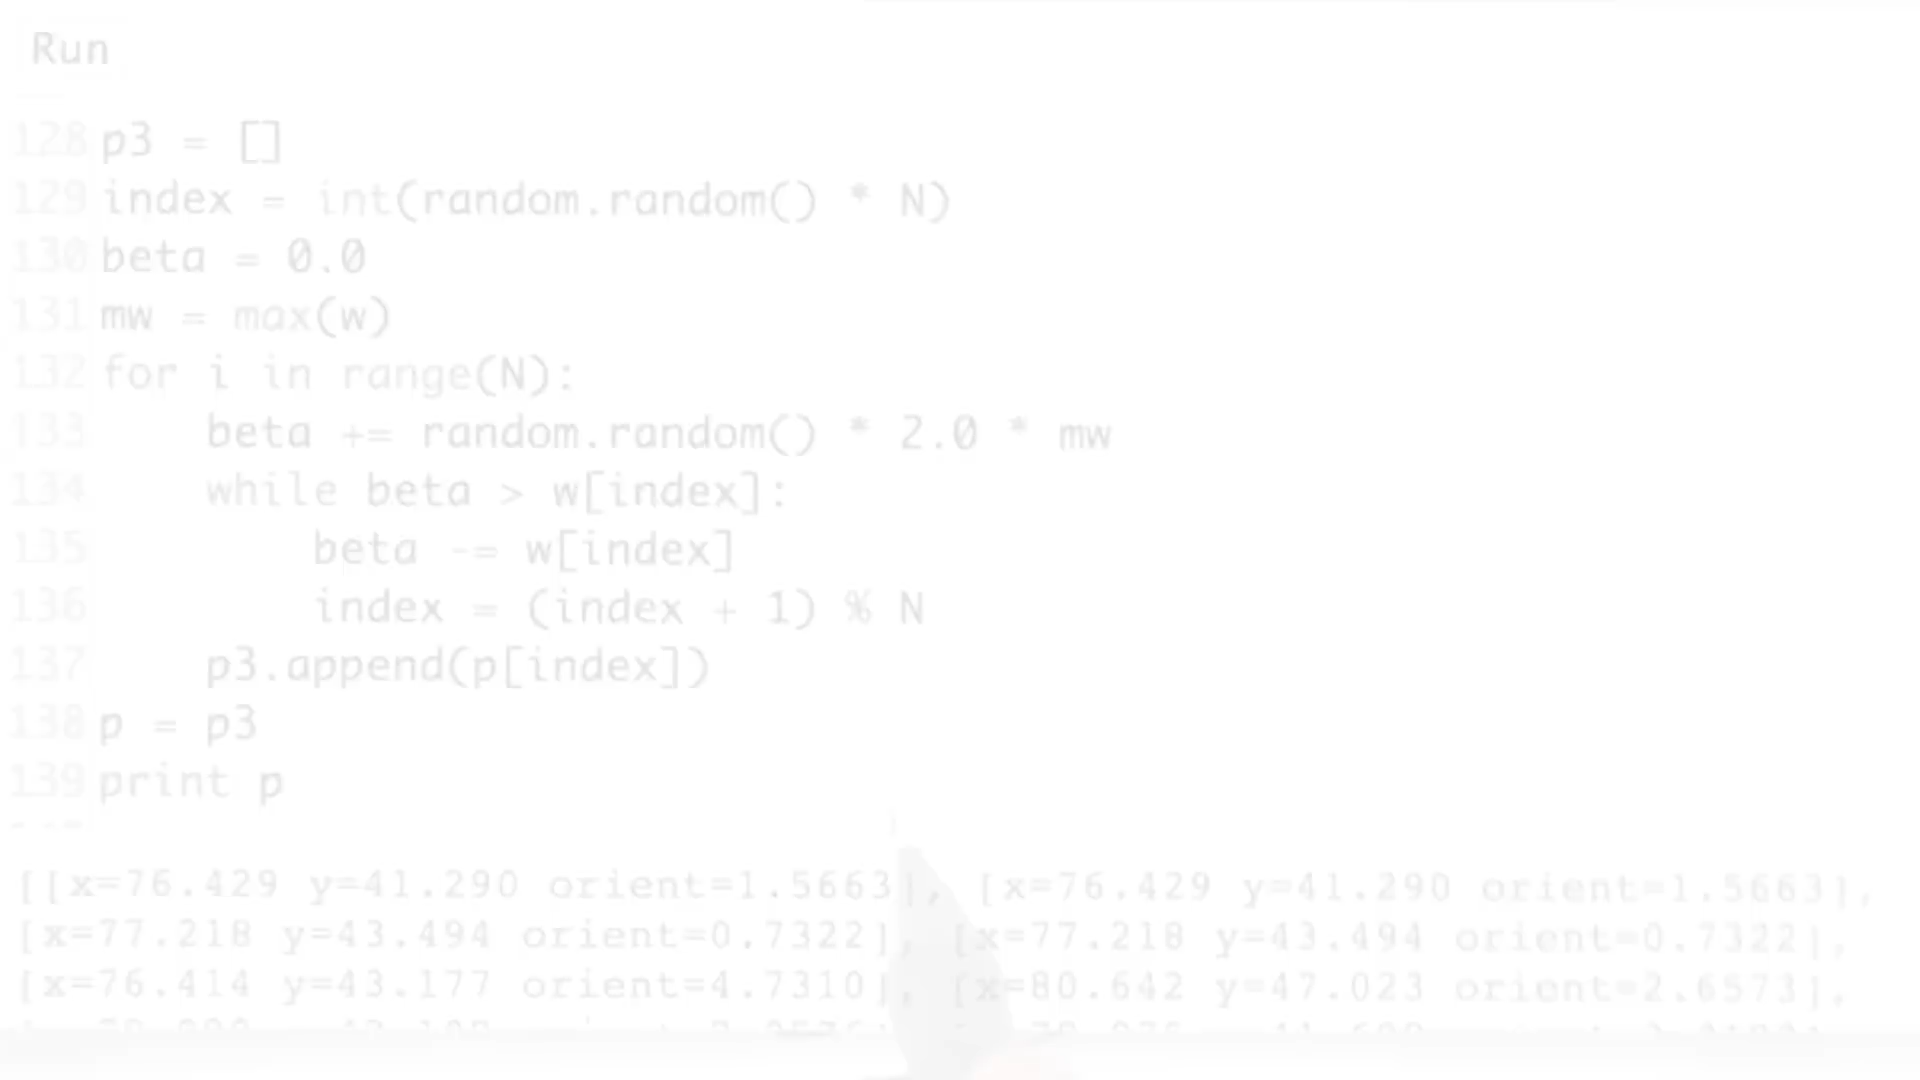 Run
128 p3 = []
129 index = int(random.random() * N)
130 beta = 0.0
131 mw = max(w)
132 for i in range(N):
133     beta += random.random() * 2.0 * mw
134     while beta > w[index]:
135         beta -= w[index]
136         index = (index + 1) % N
137     p3.append(p[index])
138 p = p3
139 print p
[[x=76.429 y=41.290 orient=1.5663], [x=76.429 y=41.290 orient=1.5663],
[x=77.218 y=43.494 orient=0.7322], [x=77.218 y=43.494 orient=0.7322],
[x=76.414 y=43.177 orient=4.7310], [x=80.642 y=47.023 orient=2.6573],